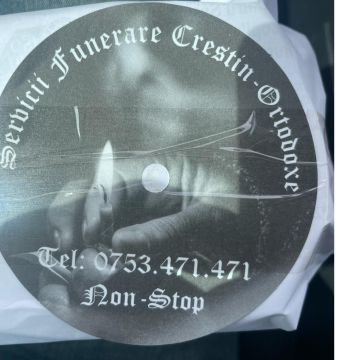 Servicii Funerare Crestin-Ortodoxe
Tel: 0753.471.471
Non-Stop